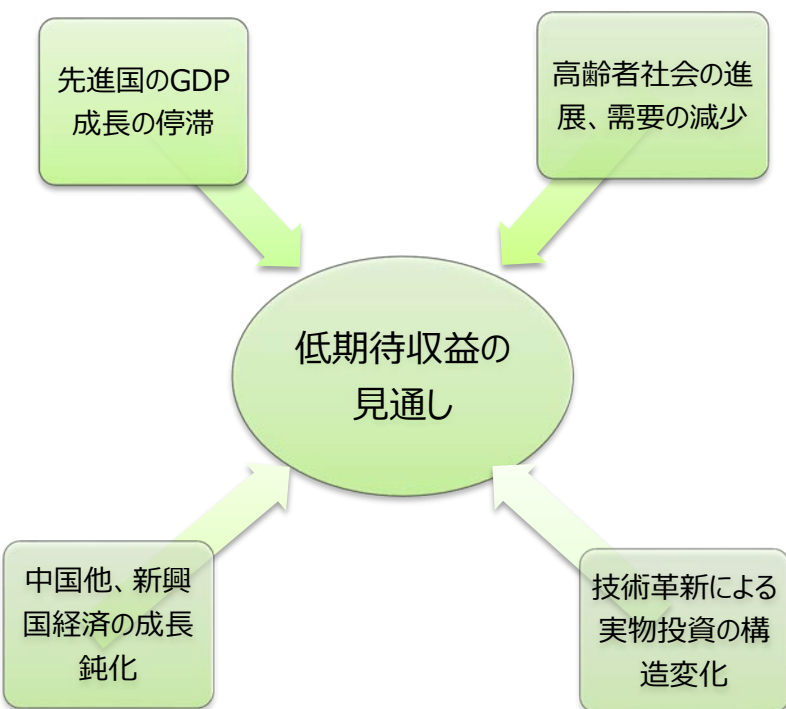 先進国のGDP
成長の停滞
高齢者社会の進
展、需要の減少
低期待収益の
見通し
中国他、新興
国経済の成長
鈍化
技術革新による
実物投資の構
造変化